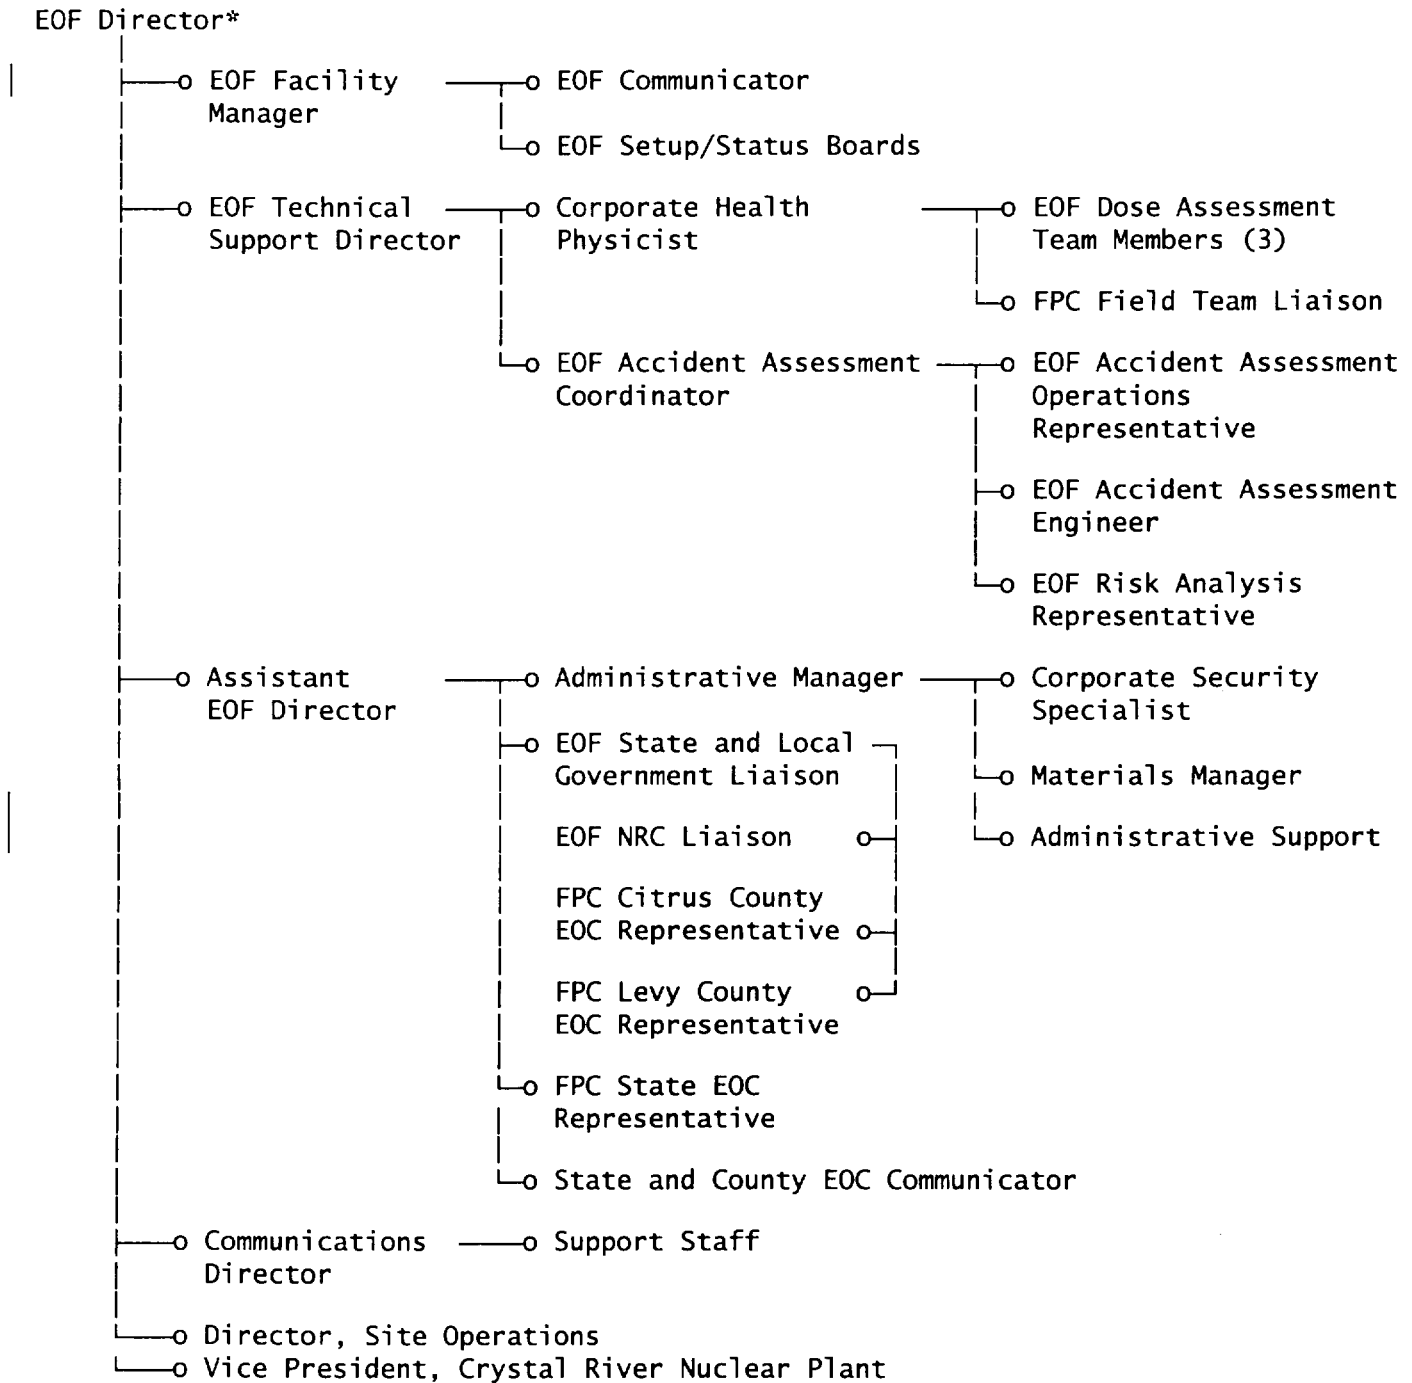 EOF Director*
EOF Facility
Manager
EOF Communicator
EOF Setup/Status Boards
EOF Technical
Support Director
Corporate Health
Physicist
EOF Dose Assessment
Team Members (3)
FPC Field Team Liaison
EOF Accident Assessment
Coordinator
EOF Accident Assessment
Operations
Representative
EOF Accident Assessment
Engineer
EOF Risk Analysis
Representative
Assistant
EOF Director
Administrative Manager
Corporate Security
Specialist
Materials Manager
Administrative Support
EOF State and Local
Government Liaison
EOF NRC Liaison
FPC Citrus County
EOC Representative
FPC Levy County
EOC Representative
FPC State EOC
Representative
State and County EOC Communicator
Communications
Director
Support Staff
Director, Site Operations
Vice President, Crystal River Nuclear Plant